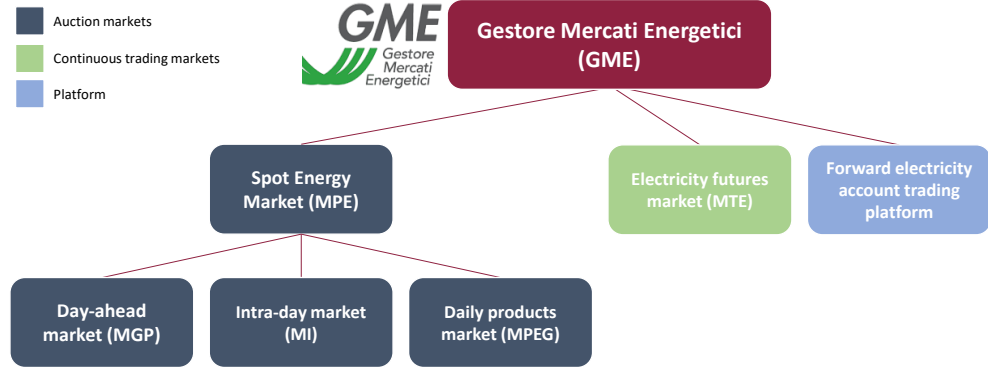 Auction markets
Continuous trading markets
Platform
GME
Gestore
Mercati
Energetici
Gestore Mercati Energetici
(GME)
Spot Energy
Market (MPE)
Electricity futures
market (MTE)
Forward electricity
account trading
platform
Day-ahead
market (MGP)
Intra-day market
(MI)
Daily products
market (MPEG)